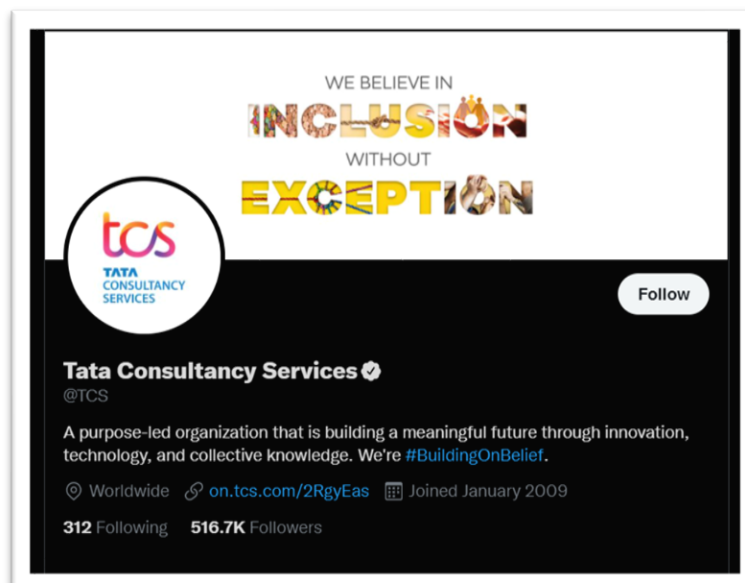 WE BELIEVE IN
INCLUSION
WITHOUT
EXCEPTION
tcs
TATA
CONSULTANCY
SERVICES
Follow
Tata Consultancy Services
@TCS
A purpose-led organization that is building a meaningful future through innovation,
technology, and collective knowledge. We're #BuildingOnBelief.
Worldwide on.tcs.com/2RgyEas Joined January 2009
312 Following 516.7K Followers